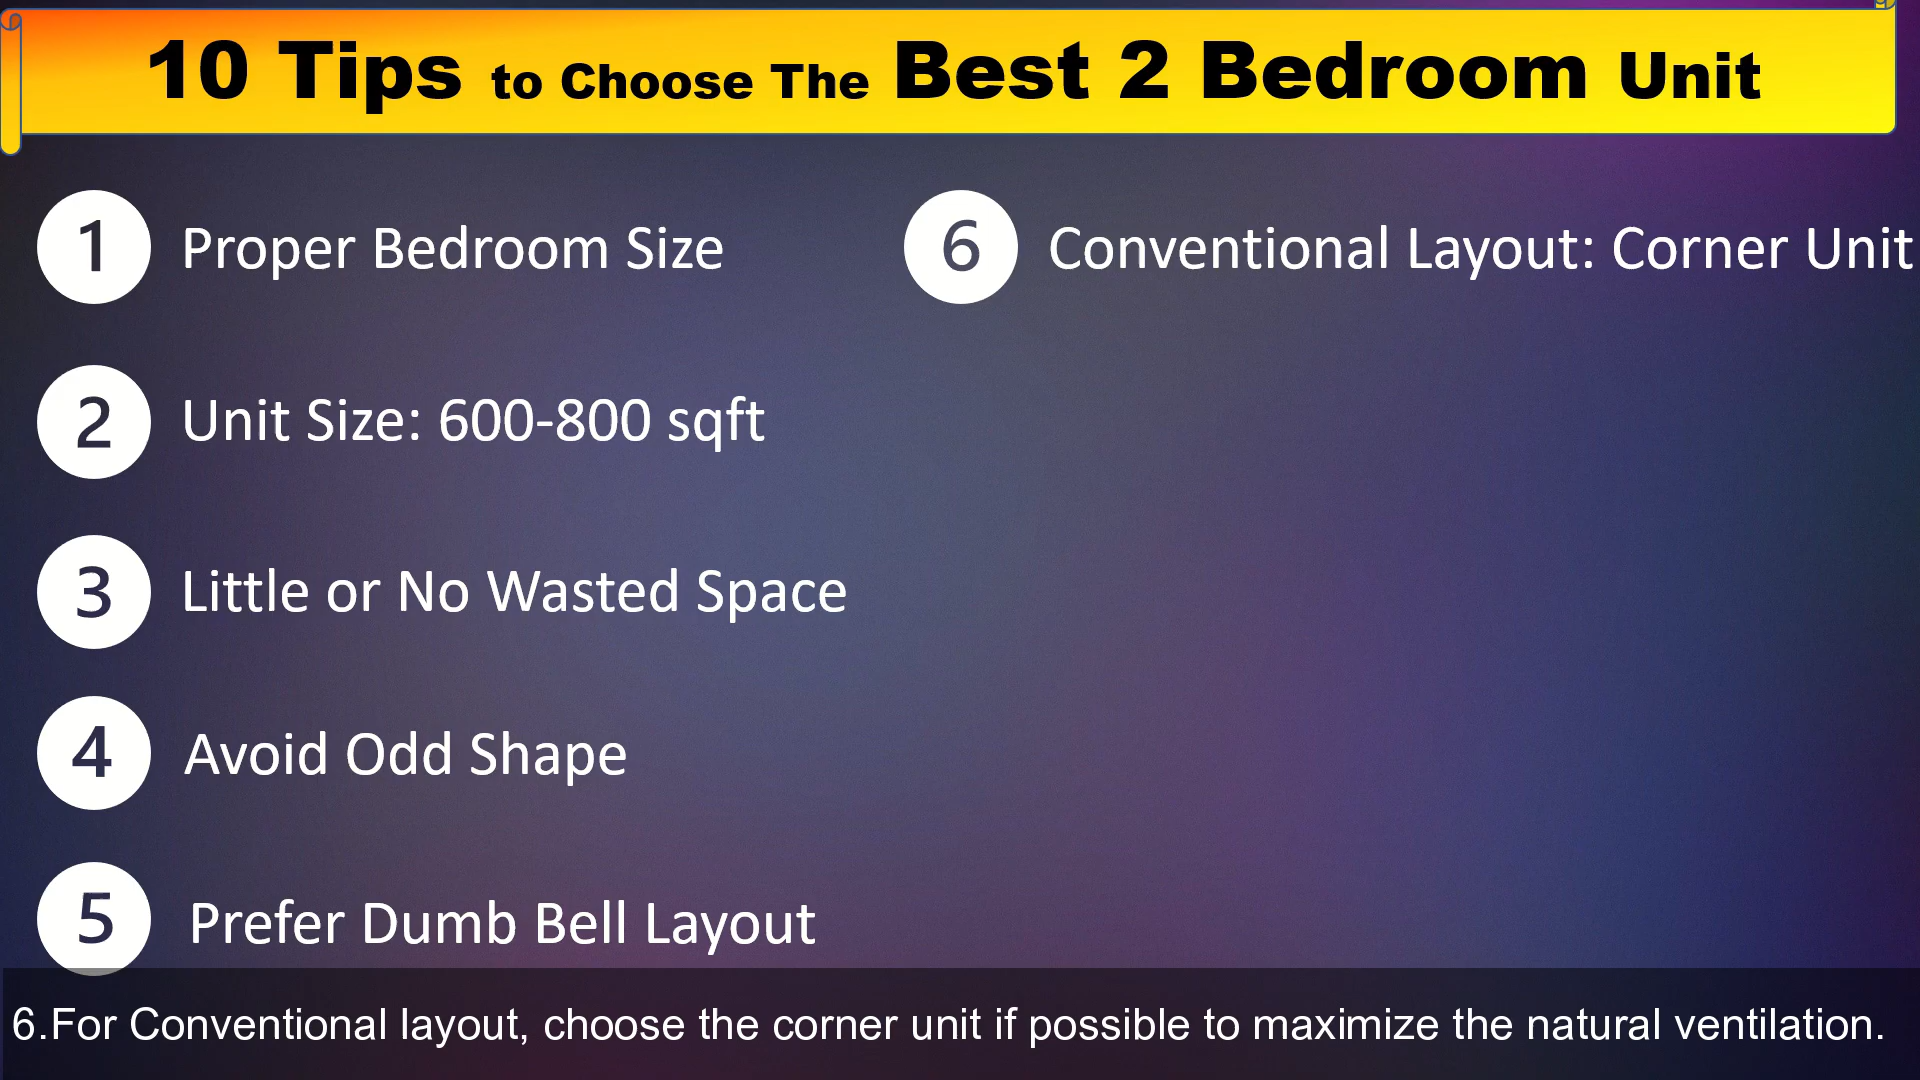 10 Tips to Choose The Best 2 Bedroom Unit
1 Proper Bedroom Size
2 Unit Size: 600-800 sqft
3 Little or No Wasted Space
4 Avoid Odd Shape
5 Prefer Dumb Bell Layout
6 Conventional Layout: Corner Unit
6.For Conventional layout, choose the corner unit if possible to maximize the natural ventilation.